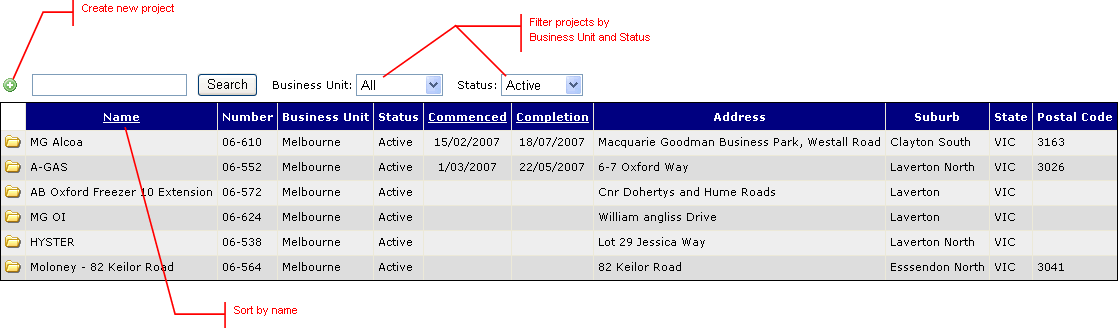 Create new project
Filter projects by
Business Unit and Status
Search Business Unit: All Status: Active
Name Number Business Unit Status Commenced Completion Address Suburb State Postal Code
MG Alcoa 06-610 Melbourne Active 15/02/2007 18/07/2007 Macquarie Goodman Business Park, Westall Road Clayton South VIC 3163
A-GAS 06-552 Melbourne Active 1/03/2007 22/05/2007 6-7 Oxford Way Laverton North VIC 3026
AB Oxford Freezer 10 Extension 06-572 Melbourne Active Cnr Dohertys and Hume Roads Laverton VIC
MG OI 06-624 Melbourne Active William angliss Drive Laverton VIC
HYSTER 06-538 Melbourne Active Lot 29 Jessica Way Laverton North VIC
Moloney - 82 Keilor Road 06-564 Melbourne Active 82 Keilor Road Esssendon North VIC 3041
Sort by name